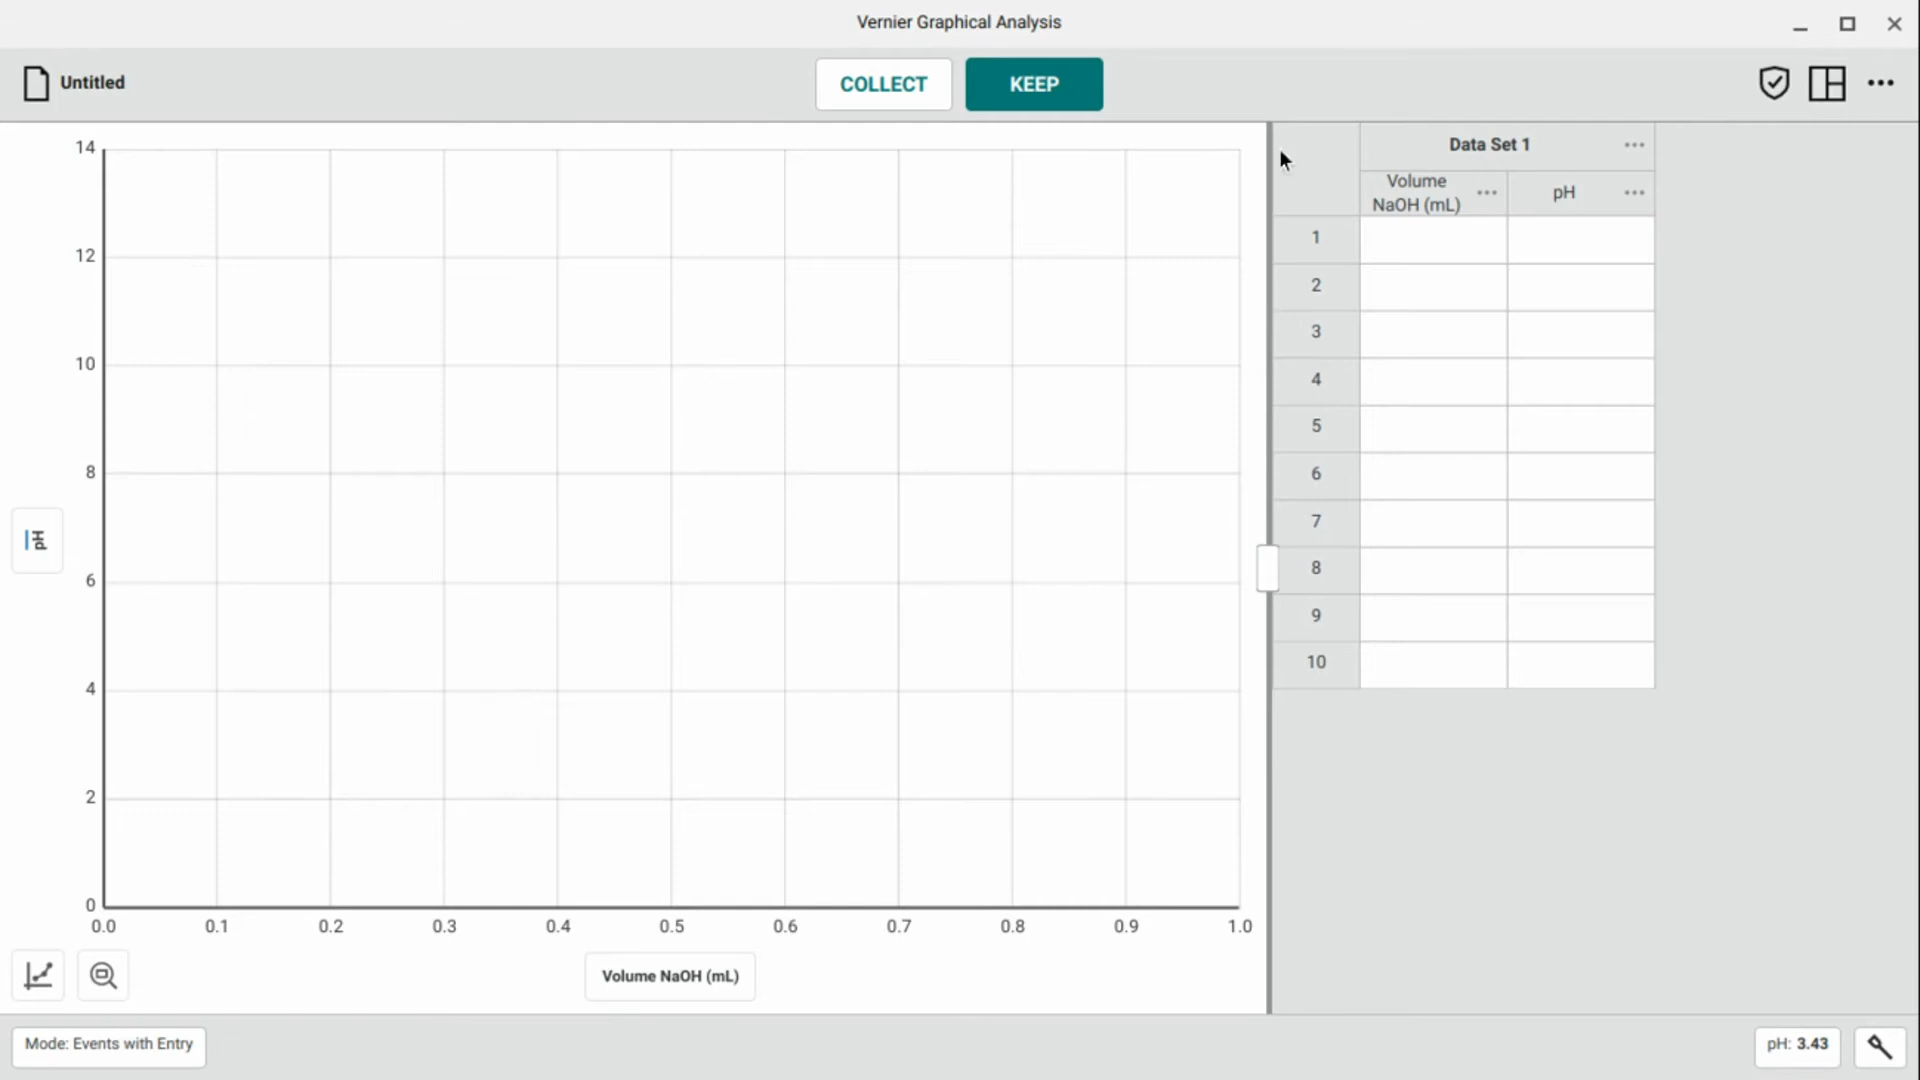 Vernier Graphical Analysis
Untitled
COLLECT
KEEP
14
12
10
8
6
4
2
0
pH
0.0 0.1 0.2 0.3 0.4 0.5 0.6 0.7 0.8 0.9 1.0
Volume NaOH (mL)
Data Set 1
Volume
NaOH (mL)
pH
1
2
3
4
5
6
7
8
9
10
Mode: Events with Entry
pH: 3.43